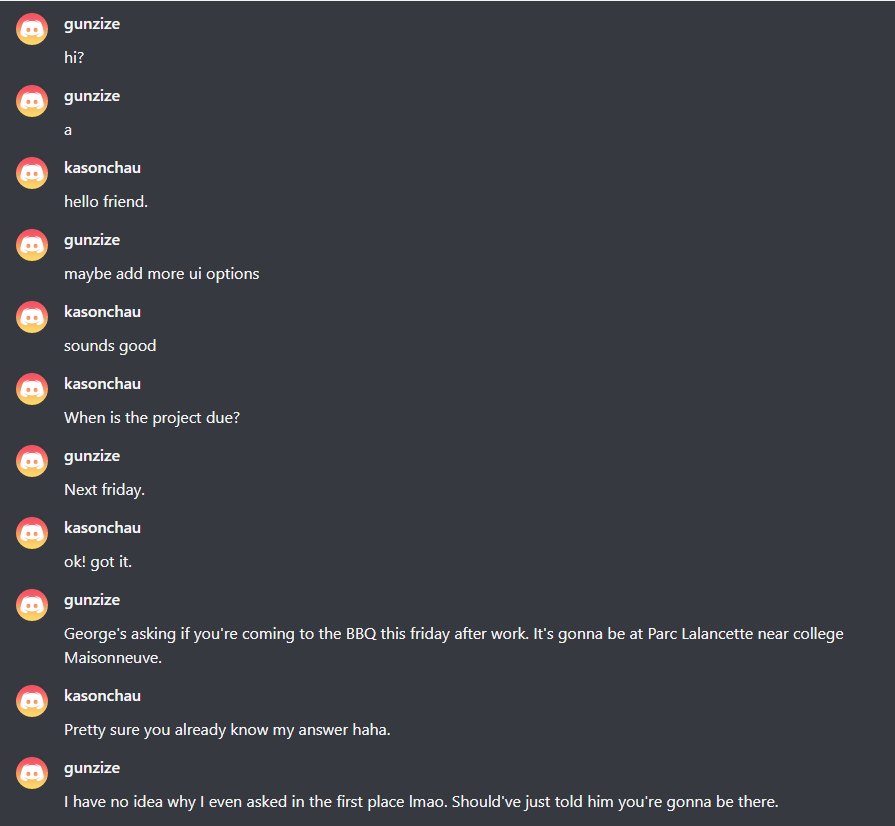 gunzize
hi?
gunzize
a
kasonchau
hello friend.
gunzize
maybe add more ui options
kasonchau
sounds good
kasonchau
When is the project due?
gunzize
Next friday.
kasonchau
ok! got it.
gunzize
George's asking if you're coming to the BBQ this friday after work. It's gonna be at Parc Lalancette near college
Maisonneuve.
kasonchau
Pretty sure you already know my answer haha.
gunzize
I have no idea why I even asked in the first place lmao. Should've just told him you're gonna be there.